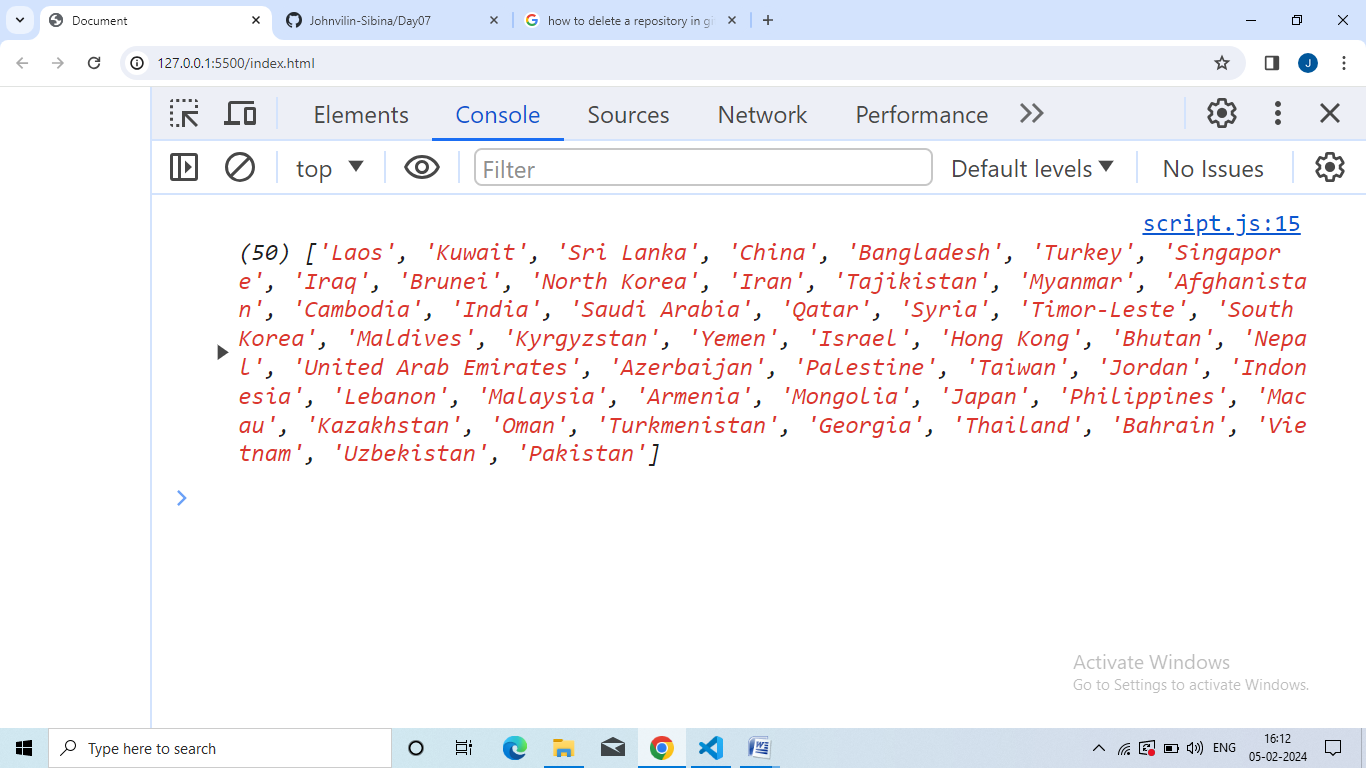 Document
Johnvilin-Sibina/Day07
how to delete a repository in gi
127.0.0.1:5500/index.html
J
Elements Console Sources Network Performance
top Filter Default levels No Issues
script.js:15
(50) ['Laos', 'Kuwait', 'Sri Lanka', 'China', 'Bangladesh', 'Turkey', 'Singapor
e', 'Iraq', 'Brunei', 'North Korea', 'Iran', 'Tajikistan', 'Myanmar', 'Afghanista
n', 'Cambodia', 'India', 'Saudi Arabia', 'Qatar', 'Syria', 'Timor-Leste', 'South
Korea', 'Maldives', 'Kyrgyzstan', 'Yemen', 'Israel', 'Hong Kong', 'Bhutan', 'Nepa
l', 'United Arab Emirates', 'Azerbaijan', 'Palestine', 'Taiwan', 'Jordan', 'Indon
esia', 'Lebanon', 'Malaysia', 'Armenia', 'Mongolia', 'Japan', 'Philippines', 'Mac
au', 'Kazakhstan', 'Oman', 'Turkmenistan', 'Georgia', 'Thailand', 'Bahrain', 'Vie
tnam', 'Uzbekistan', 'Pakistan']
Activate Windows
Go to Settings to activate Windows.
Type here to search
ENG
16:12
05-02-2024